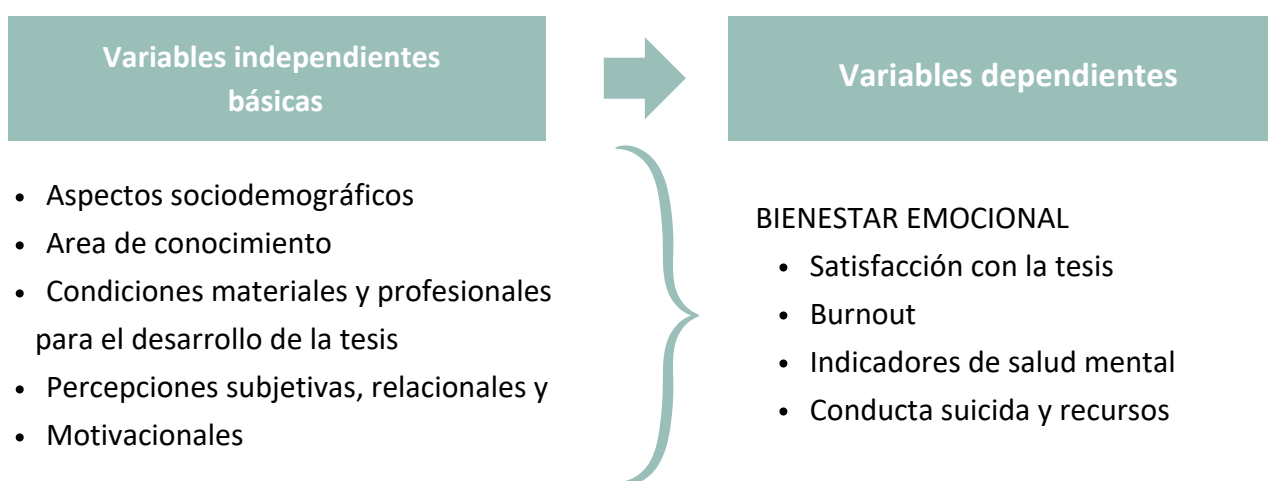 Variables independientes
básicas
• Aspectos sociodemográficos
• Area de conocimiento
• Condiciones materiales y profesionales
para el desarrollo de la tesis
• Percepciones subjetivas, relacionales y
• Motivacionales
Variables dependientes
BIENESTAR EMOCIONAL
• Satisfacción con la tesis
• Burnout
• Indicadores de salud mental
• Conducta suicida y recursos